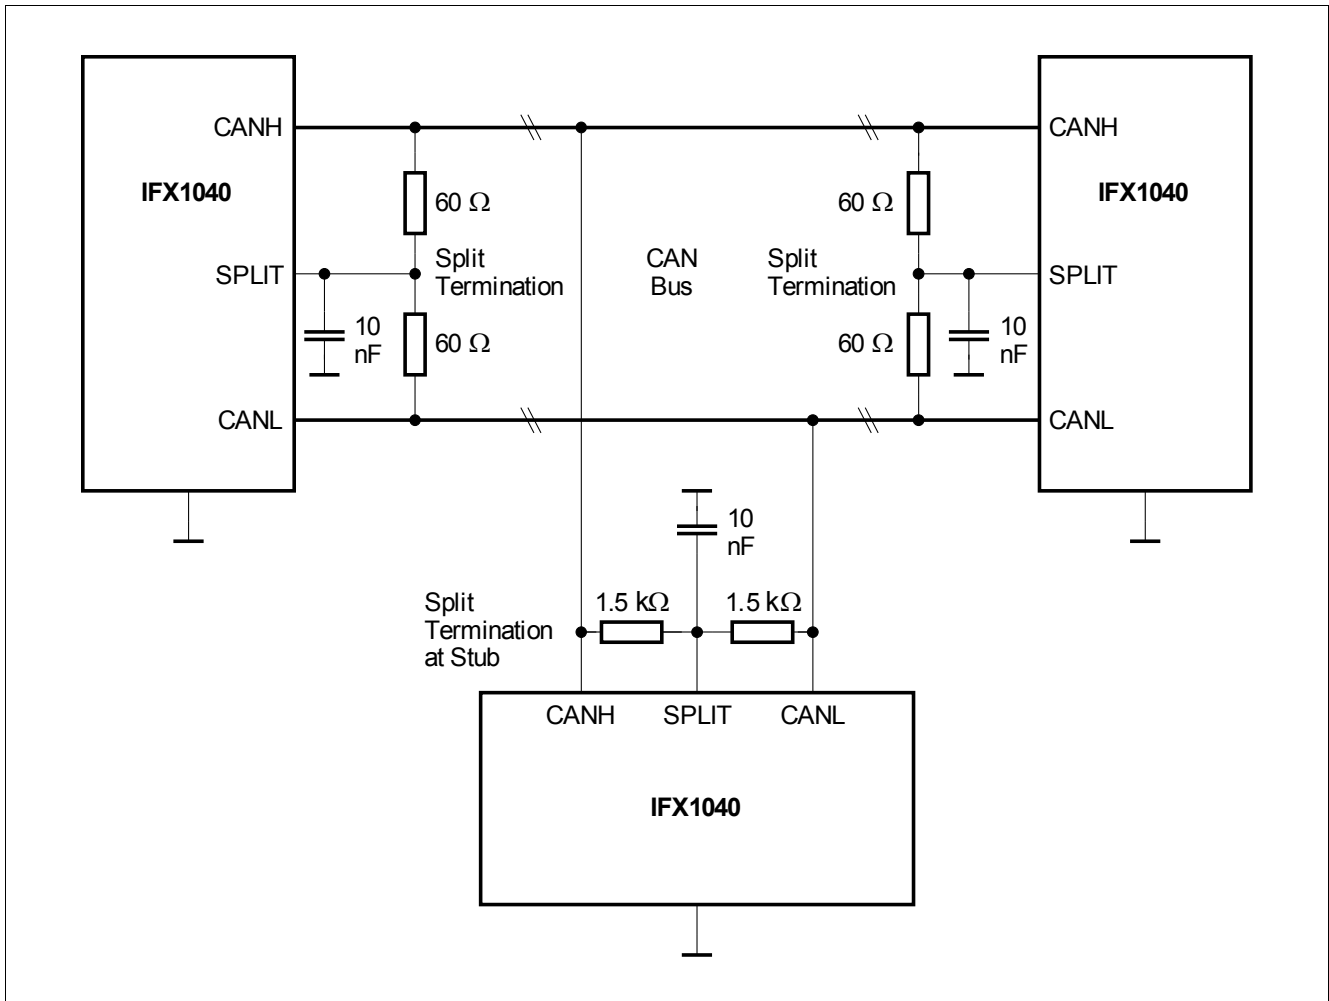 CANH
IFX1040
60 Ω
SPLIT
Split
Termination
10
nF
60 Ω
CANL
CAN
Bus
CANH
IFX1040
60 Ω
Split
Termination
SPLIT
60 Ω
10
nF
CANL
10
nF
Split
Termination
at Stub
1.5 kΩ
1.5 kΩ
CANH
SPLIT
CANL
IFX1040